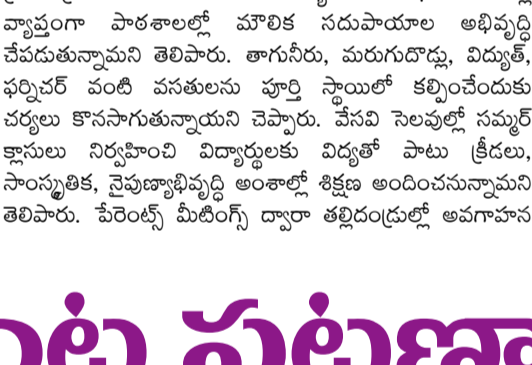 వ్యాప్తంగా పాఠశాలల్లో మౌలిక సదుపాయాల అభివృద్ధి
చేపడుతున్నామని తెలిపారు. తాగునీరు, మరుగుదొడ్లు, విద్యుత్,
ఫర్నిచర్ వంటి వసతులను పూర్తి స్థాయిలో కల్పించేందుకు
చర్యలు కొనసాగుతున్నాయని చెప్పారు. వేసవి సెలవుల్లో సమ్మర్
క్లాసులు నిర్వహించి విద్యార్థులకు విద్యతో పాటు క్రీడలు,
సాంస్కృతిక, నైపుణ్యాభివృద్ధి అంశాల్లో శిక్షణ అందించనున్నామని
తెలిపారు. పేరెంట్స్ మీటింగ్స్ ద్వారా తల్లిదండ్రుల్లో అవగాహన